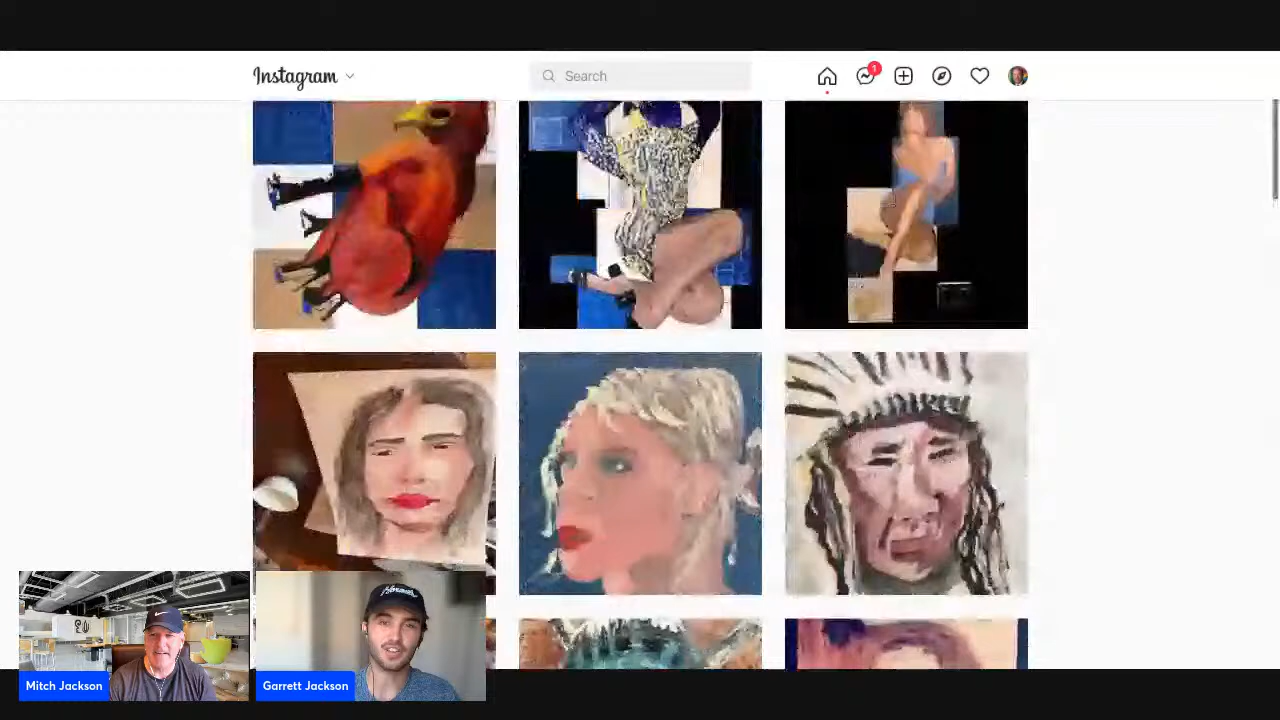 Instagram
Search
1
Mitch Jackson
Garrett Jackson